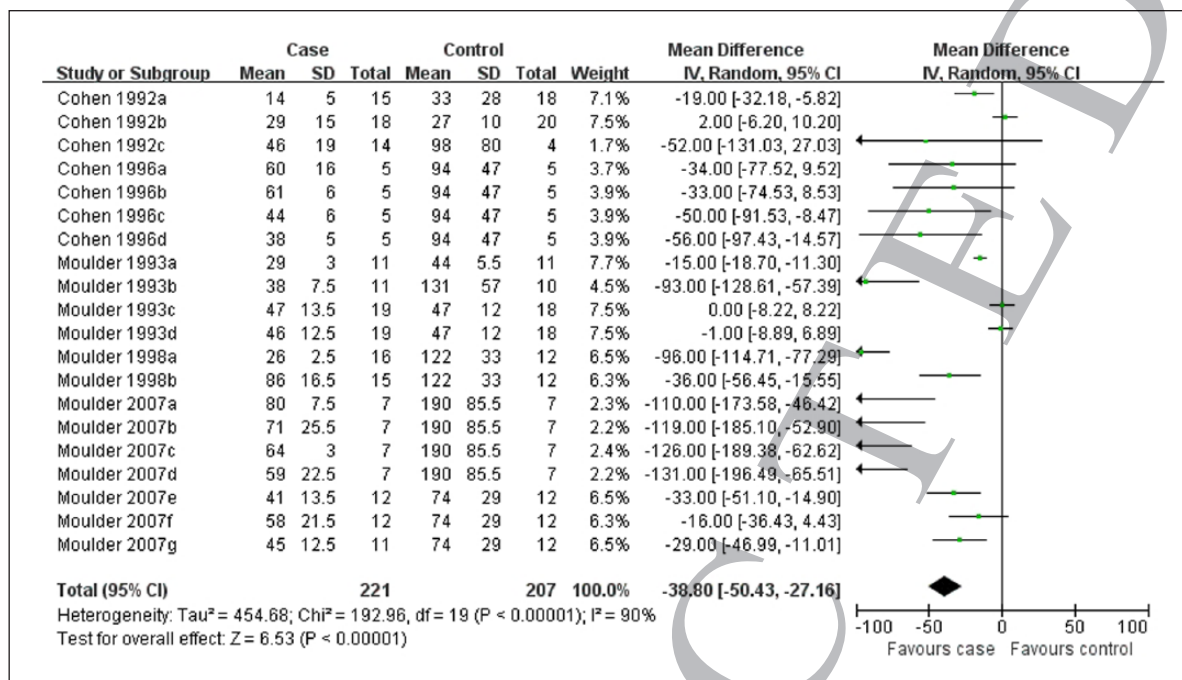 Case Control Mean Difference Mean Difference
Study or Subgroup Mean SD Total Mean SD Total Weight IV, Random, 95% CI IV, Random, 95% CI
Cohen 1992a 14 5 15 33 28 18 7.1% -19.00 [-32.18, -5.82]
Cohen 1992b 29 15 18 27 10 20 7.5% 2.00 [-6.20, 10.20]
Cohen 1992c 46 19 14 98 80 4 1.7% -52.00 [-131.03, 27.03]
Cohen 1996a 60 16 5 94 47 5 3.6% -34.00 [-77.52, 9.52]
Cohen 1996b 61 6 5 94 47 5 3.9% -33.00 [-74.53, 8.53]
Cohen 1996c 44 6 5 94 47 5 3.9% -50.00 [-91.53, -8.47]
Cohen 1996d 38 5 5 94 47 5 3.9% -56.00 [-97.43, -14.57]
Moulder 1993a 29 3 11 44 5.5 11 7.7% -15.00 [-18.70, -11.30]
Moulder 1993b 38 7.5 11 131 57 10 4.5% -93.00 [-128.61, -57.39]
Moulder 1993c 47 13.5 19 47 12 18 7.5% 0.00 [-8.22, 8.22]
Moulder 1993d 46 12.5 19 47 12 18 7.5% -1.00 [-8.89, 6.89]
Moulder 1998a 26 2.5 16 122 33 12 6.5% -96.00 [-114.71, -77.29]
Moulder 1998b 86 16.5 15 122 33 12 6.3% -36.00 [-56.45, -15.55]
Moulder 2007a 80 7.5 7 190 85.5 7 2.3% -110.00 [-173.58, -46.42]
Moulder 2007b 71 25.5 7 190 85.5 7 2.2% -119.00 [-185.10, -52.90]
Moulder 2007c 64 3 7 190 85.5 7 2.4% -126.00 [-189.38, -62.62]
Moulder 2007d 59 22.5 7 190 85.5 7 2.2% -131.00 [-196.49, -65.51]
Moulder 2007e 41 13.5 12 74 29 12 6.5% -33.00 [-51.10, -14.90]
Moulder 2007f 58 21.5 12 74 29 12 6.3% -16.00 [-36.43, 4.43]
Moulder 2007g 45 12.5 11 74 29 12 6.5% -29.00 [-46.99, -11.01]
Total (95% CI) 221 207 100.0% -38.80 [-50.43, -27.16]
Heterogeneity: Tau² = 454.68; Chi² = 192.96, df = 19 (P < 0.00001); I² = 90%
Test for overall effect: Z = 6.53 (P < 0.00001)
-100 -50 0 50 100
Favours case Favours control
C T E D